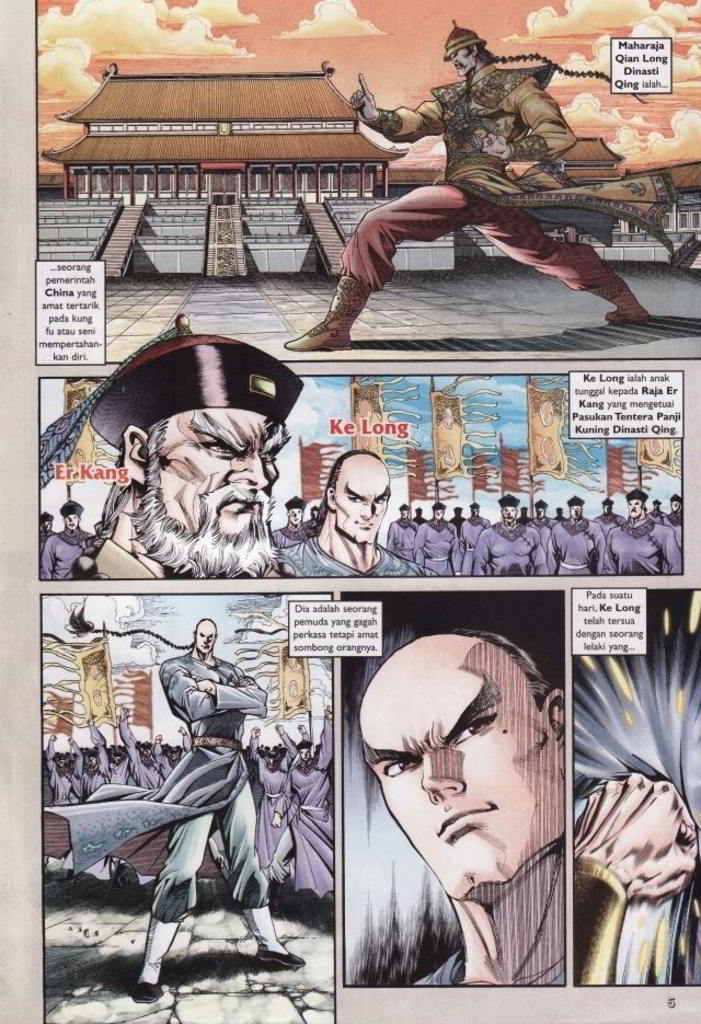 Maharaja
Qian Long
Dinasti
Qing ialah...
...seorang
pemerintah
China yang
amat tertarik
pada kung
fu atau seni
mempertahan-
kan diri.
Ke Long ialah anak
tunggal kepada Raja Er
Kang yang mengetuai
Pasukan Tentera Panji
Kuning Dinasti Qing.
Ke Long
Er Kang
Dia adalah seorang
pemuda yang gagah
perkasa tetapi amat
sombong orangnya.
Pada suatu
hari, Ke Long
telah tersua
dengan seorang
lelaki yang...
5